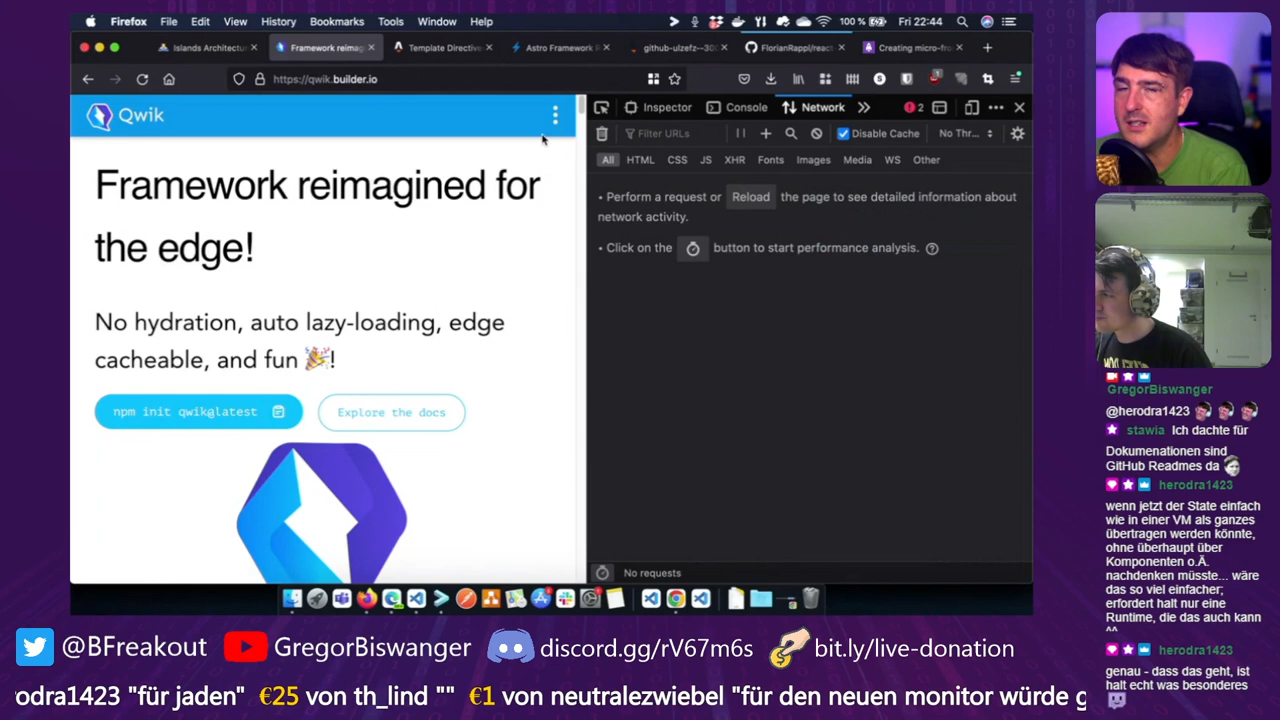 Firefox File Edit View History Bookmarks Tools Window Help
100 % Fri 22:44
Islands Architectur
Framework reimag
Template Directive
Astro Framework
github-ulzefz--30
FlorianRappl/react
Creating micro-fro
https://qwik.builder.io
Qwik
Framework reimagined for
the edge!
No hydration, auto lazy-loading, edge
cacheable, and fun 🎉!
npm init qwik@latest
Explore the docs
Inspector Console Network 2
Filter URLs
Disable Cache
No Thr...
All HTML CSS JS XHR Fonts Images Media WS Other
• Perform a request or Reload the page to see detailed information about
network activity.
• Click on the button to start performance analysis.
No requests
GregorBiswanger
@herodra1423
stawia Ich dachte für
Dokumenationen sind
GitHub Readmes da
herodra1423
wenn jetzt der State einfach
wie in einer VM als ganzes
übertragen werden könnte,
ohne überhaupt über
Komponenten o.Ä.
nachdenken müsste... wäre
das so viel einfacher;
erfordert halt nur eine
Runtime, die das auch kann
^^
herodra1423
genau - dass das geht, ist
halt echt was besonderes
@BFreakout
GregorBiswanger
discord.gg/rV67m6s
bit.ly/live-donation
odra1423 "für jaden" €25 von th_lind "" €1 von neutralezwiebel "für den neuen monitor würde g